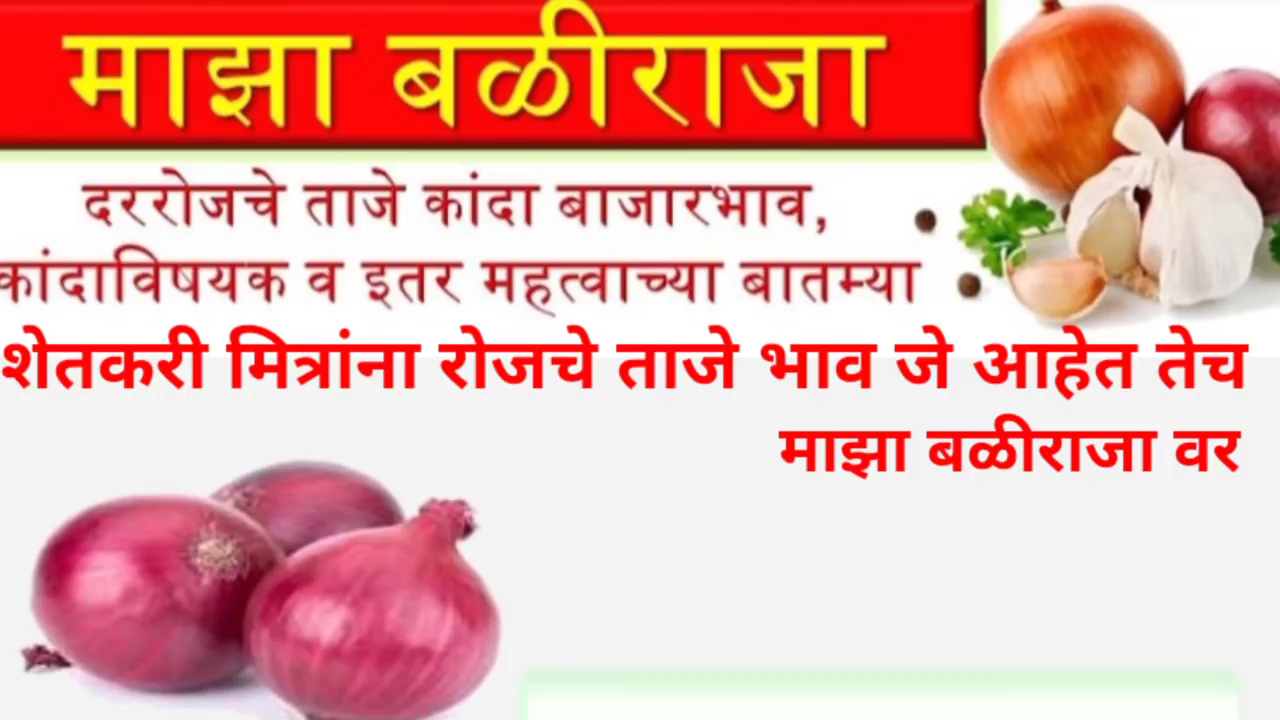 माझा बळीराजा
दररोजचे ताजे कांदा बाजारभाव,
कांदाविषयक व इतर महत्वाच्या बातम्या
शेतकरी मित्रांना रोजचे ताजे भाव जे आहेत तेच
माझा बळीराजा वर